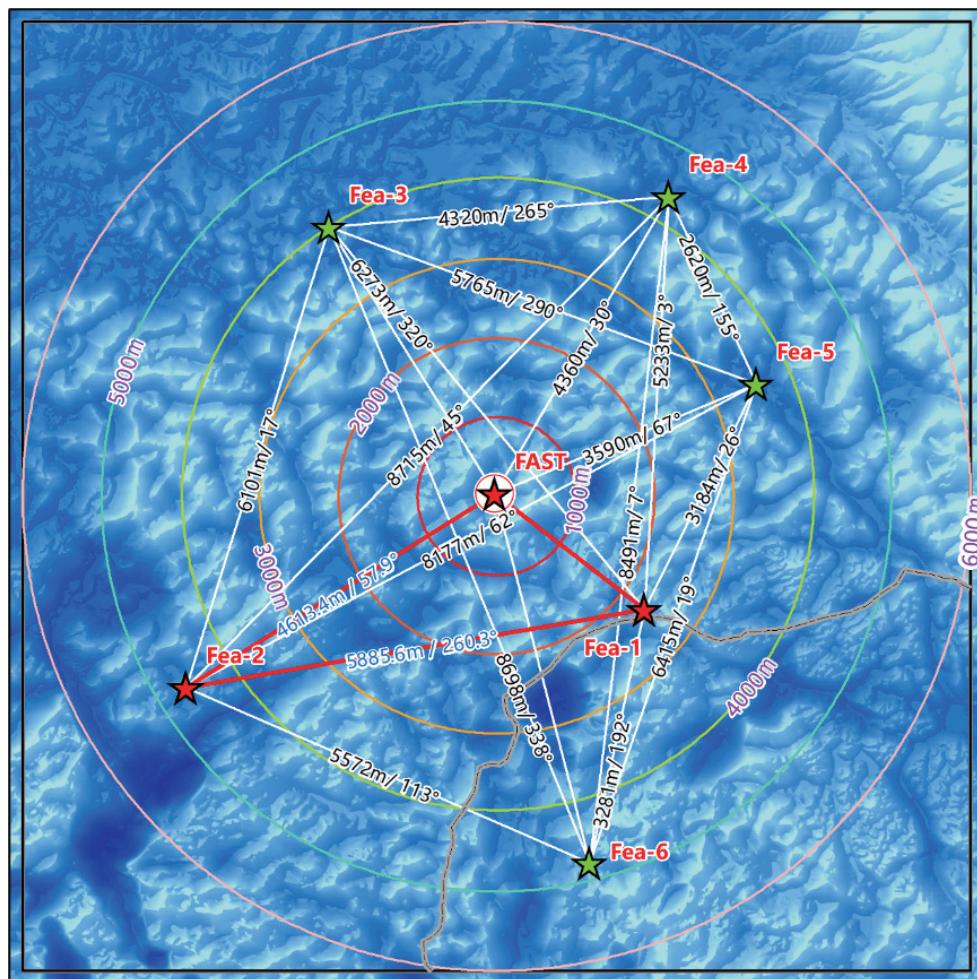 Fea-4
Fea-3
4320m/ 265°
6273m/ 320°
5765m/ 290°
2620m/ 155°
4360m/ 30°
5233m/ 3°
5000m
Fea-5
2000m
6101m/ 17°
8715m/ 45°
3590m/ 67°
FAST
3184m/ 26°
1000m
8491m/ 7°
8177m/ 62°
6000m
3000m
4613.4m / 57.9°
Fea-2
5885.6m / 260.3°
Fea-1
6415m/ 19°
4000m
8698m/ 338°
5572m/ 113°
3281m/ 192°
Fea-6